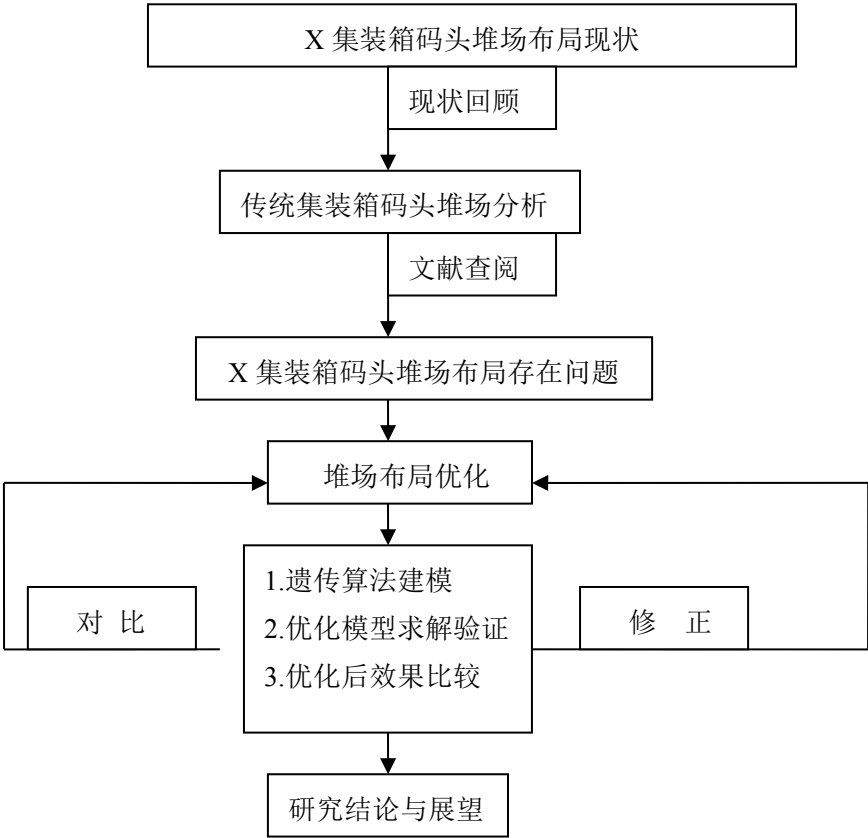 X 集装箱码头堆场布局现状
现状回顾
传统集装箱码头堆场分析
文献查阅
X 集装箱码头堆场布局存在问题
堆场布局优化
1.遗传算法建模
对 比
2.优化模型求解验证
修 正
3.优化后效果比较
研究结论与展望